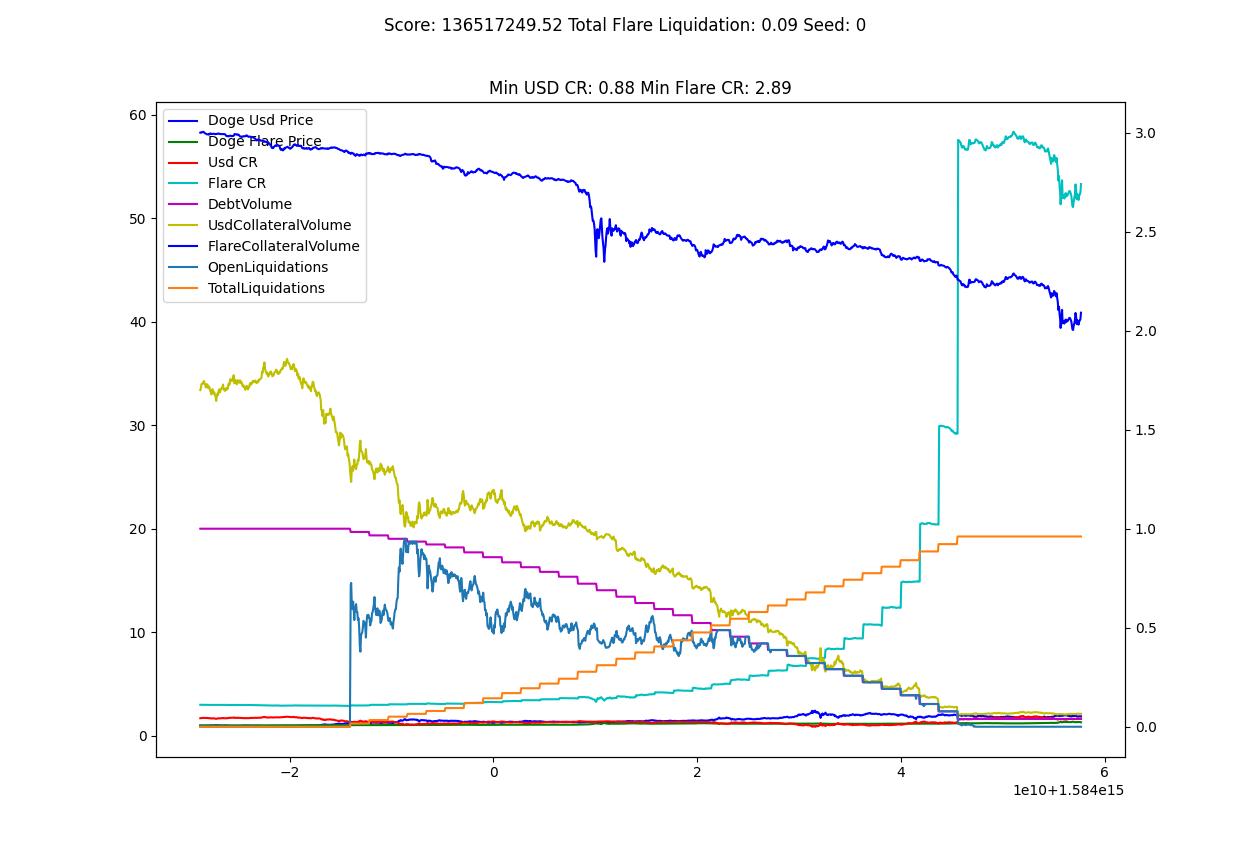 Score: 136517249.52 Total Flare Liquidation: 0.09 Seed: 0
Min USD CR: 0.88 Min Flare CR: 2.89
60
50
40
30
20
10
0
Doge Usd Price
Doge Flare Price
Usd CR
Flare CR
DebtVolume
UsdCollateralVolume
FlareCollateralVolume
OpenLiquidations
TotalLiquidations
3.0
2.5
2.0
1.5
1.0
0.5
0.0
−2 0 2 4 6
1e10+1.584e15